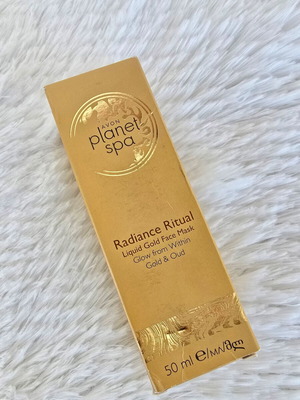 AVON
planet
spa
Radiance Ritual
Liquid Gold Face Mask
Glow from Within
Gold & Oud
50 ml e